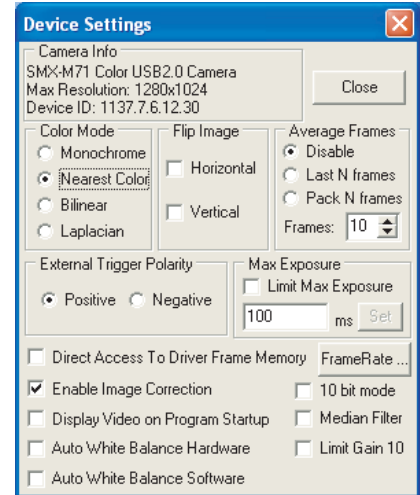 Device Settings
Camera Info
SMX-M71 Color USB2.0 Camera
Max Resolution: 1280x1024
Device ID: 1137.7.6.12.30
Close
Color Mode
Monochrome
Nearest Color
Bilinear
Laplacian
Flip Image
Horizontal
Vertical
Average Frames
Disable
Last N frames
Pack N frames
Frames: 10
External Trigger Polarity
Positive Negative
Max Exposure
Limit Max Exposure
100 ms Set
Direct Access To Driver Frame Memory FrameRate ...
Enable Image Correction 10 bit mode
Display Video on Program Startup Median Filter
Auto White Balance Hardware Limit Gain 10
Auto White Balance Software